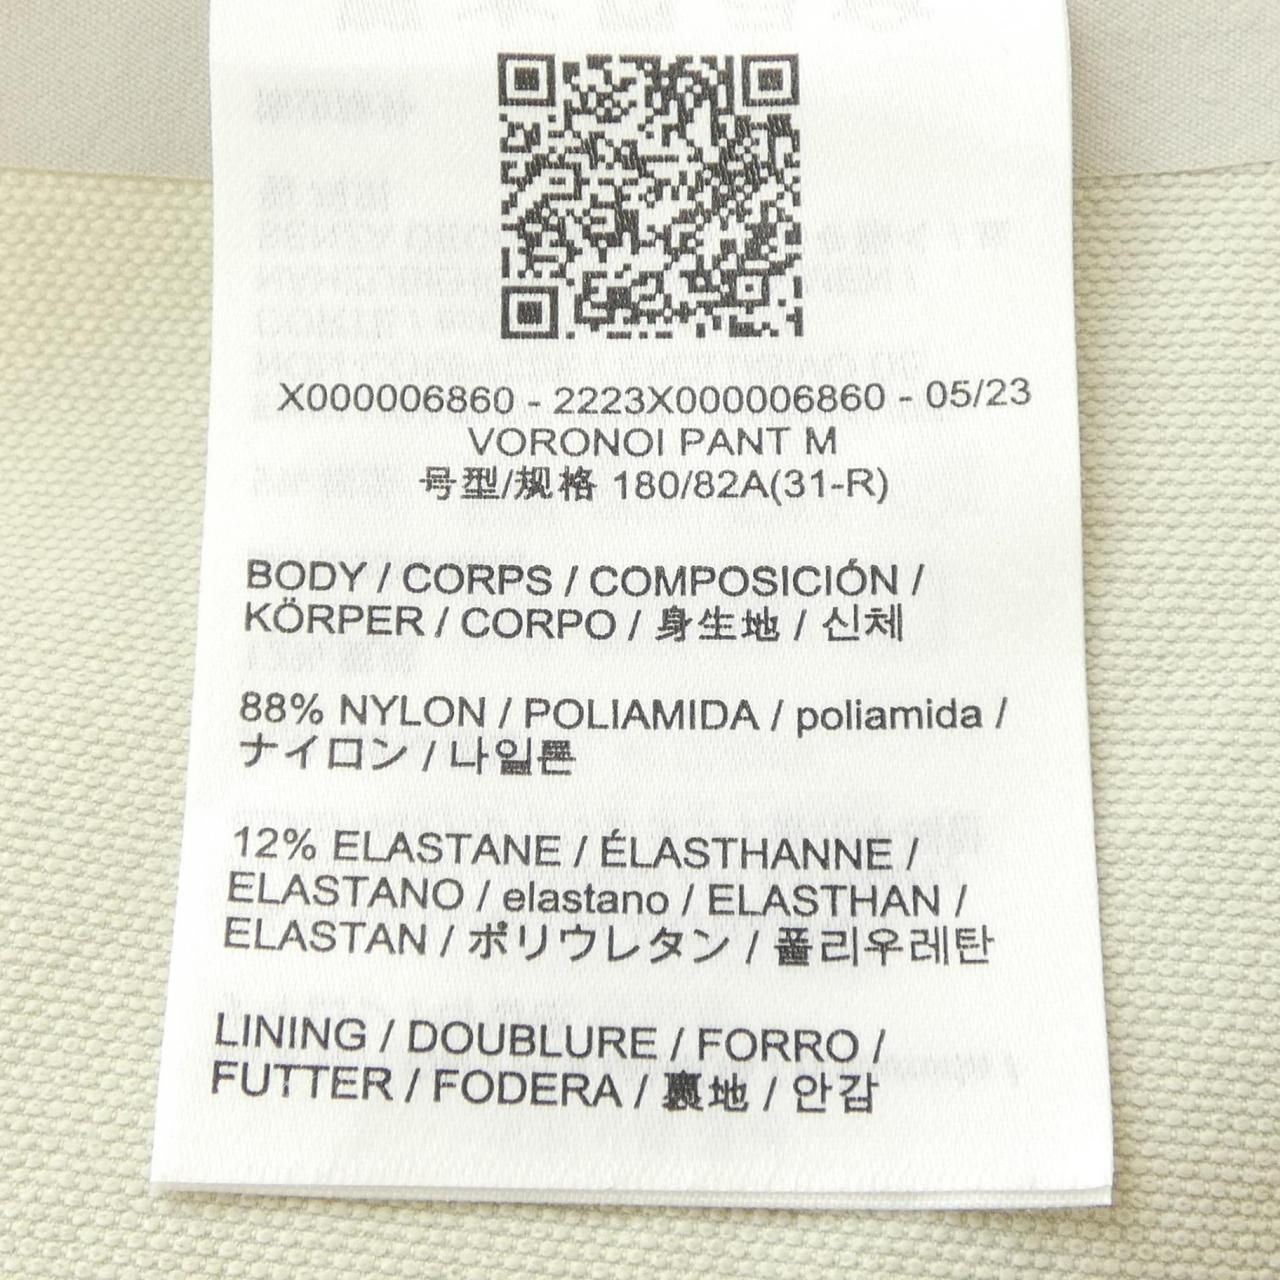 X000006860 - 2223X000006860 - 05/23
VORONOI PANT M
号型/规格 180/82A(31-R)
BODY / CORPS / COMPOSICIÓN /
KÖRPER / CORPO / 身生地 / 신체
88% NYLON / POLIAMIDA / poliamida /
ナイロン / 나일론
12% ELASTANE / ÉLASTHANNE /
ELASTANO / elastano / ELASTHAN /
ELASTAN / ポリウレタン / 폴리우레탄
LINING / DOUBLURE / FORRO /
FUTTER / FODERA / 裏地 / 안감